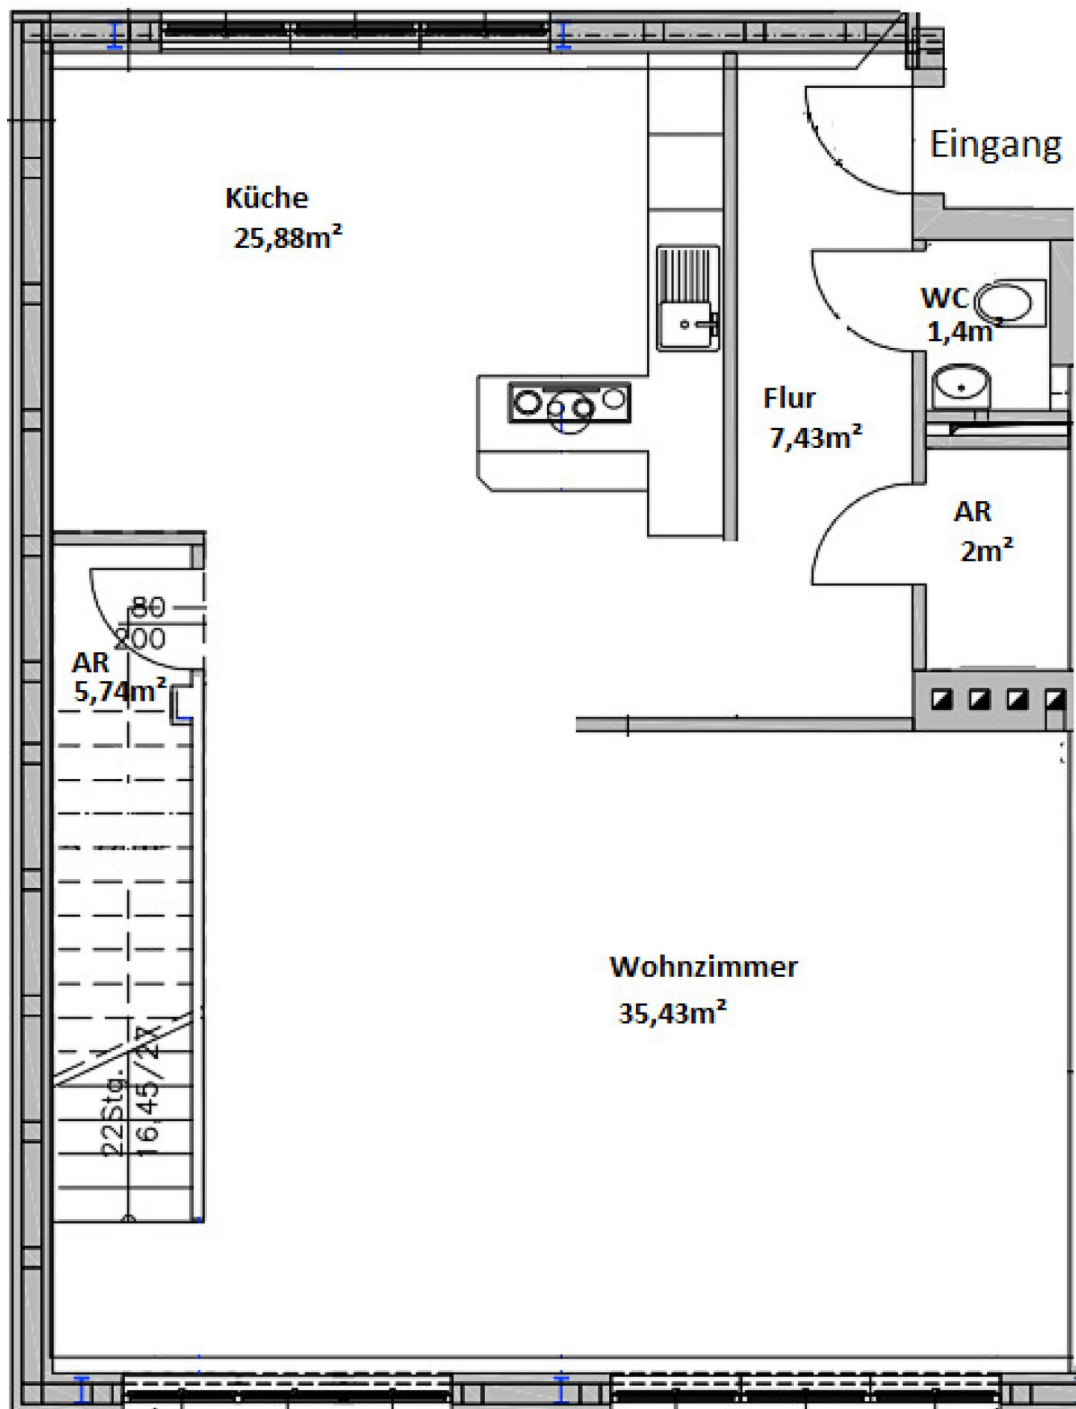 Eingang
Küche
25,88m²
WC
1,4m²
Flur
7,43m²
AR
2m²
80
200
AR
5,74m²
Wohnzimmer
35,43m²
22Stg.
16,45/27